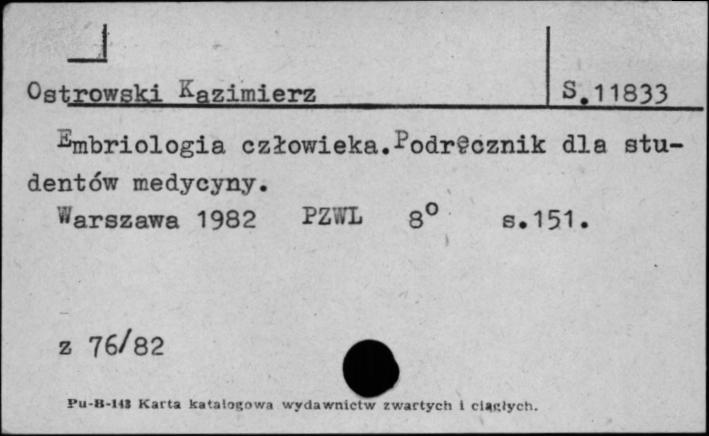 Ostrowski Kazimierz S.11833
Embriologia człowieka.Podręcznik dla stu-
dentów medycyny.
Warszawa 1982 PZWL 8° s.151.
z 76/82
Pu-B-143 Karta katalogowa wydawnictw zwartych i ciągłych.